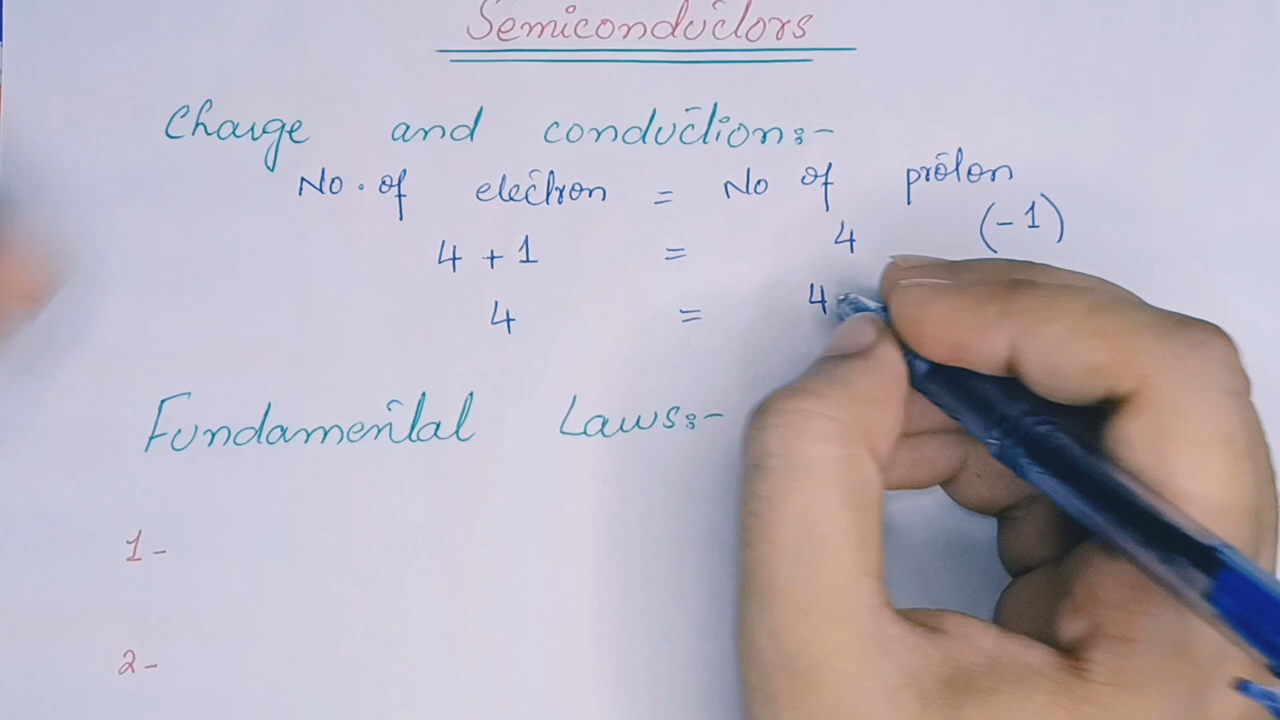 Semiconductors
Charge and conduction:-
No. of electron = No of proton
4 + 1 = 4 (-1)
4 = 4
Fundamental Laws:-
1-
2-